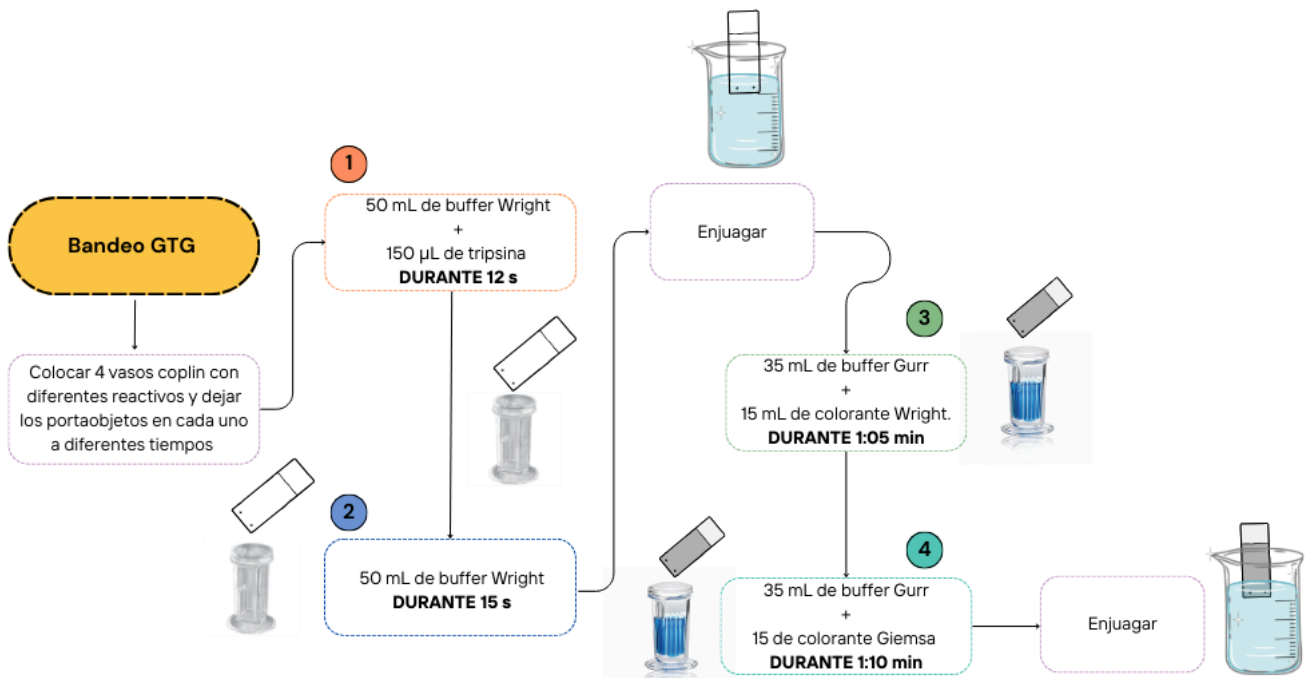 Bandeo GTG
Colocar 4 vasos coplin con
diferentes reactivos y dejar
los portaobjetos en cada uno
a diferentes tiempos
1
50 mL de buffer Wright
+
150 µL de tripsina
DURANTE 12 s
2
50 mL de buffer Wright
DURANTE 15 s
Enjuagar
3
35 mL de buffer Gurr
+
15 mL de colorante Wright.
DURANTE 1:05 min
4
35 mL de buffer Gurr
+
15 de colorante Giemsa
DURANTE 1:10 min
Enjuagar